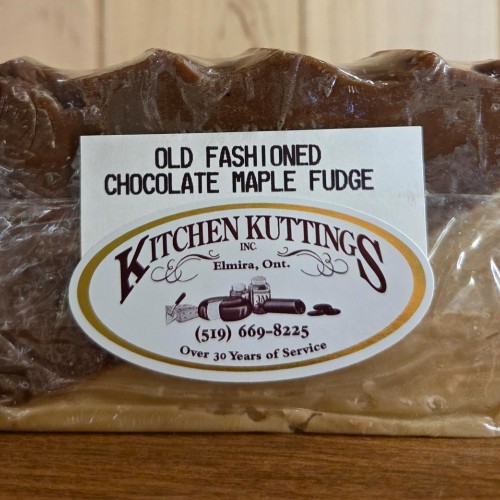 OLD FASHIONED
CHOCOLATE MAPLE FUDGE
KITCHEN KUTTINGS
INC.
Elmira, Ont.
(519) 669-8225
Over 30 Years of Service